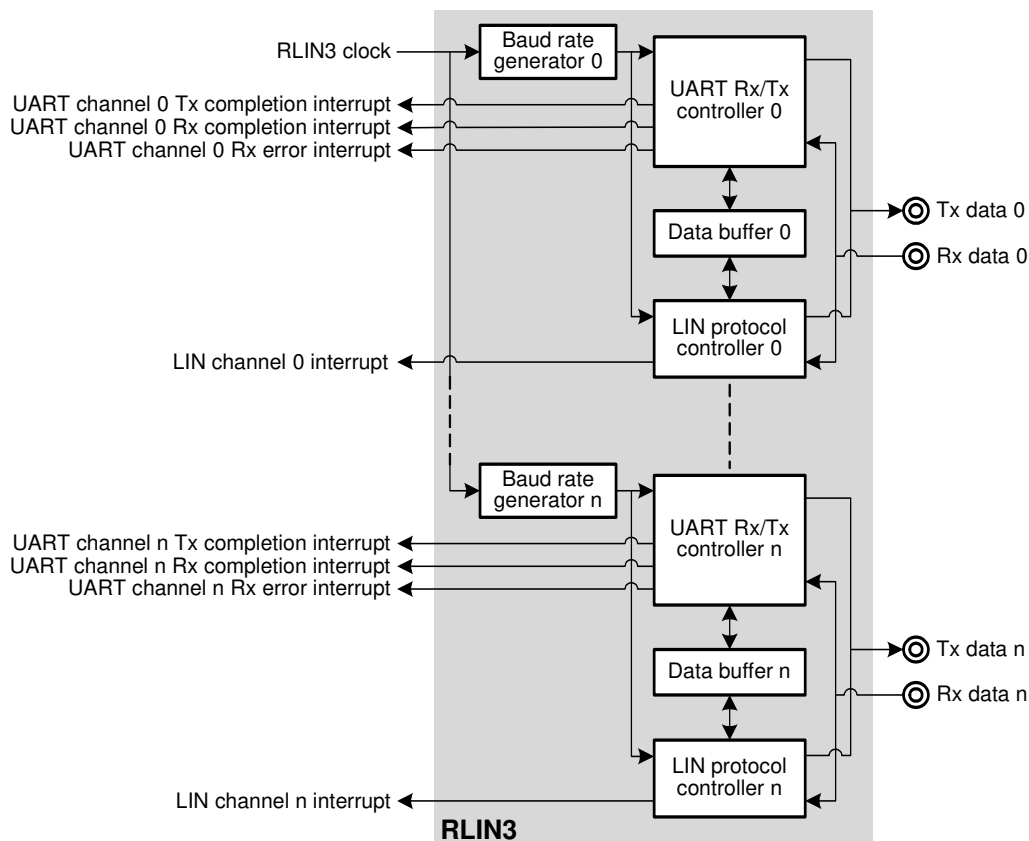 RLIN3 clock
Baud rate
generator 0
UART Rx/Tx
controller 0
UART channel 0 Tx completion interrupt
UART channel 0 Rx completion interrupt
UART channel 0 Rx error interrupt
Data buffer 0
Tx data 0
Rx data 0
LIN protocol
controller 0
LIN channel 0 interrupt
Baud rate
generator n
UART Rx/Tx
controller n
UART channel n Tx completion interrupt
UART channel n Rx completion interrupt
UART channel n Rx error interrupt
Data buffer n
Tx data n
Rx data n
LIN protocol
controller n
LIN channel n interrupt
RLIN3